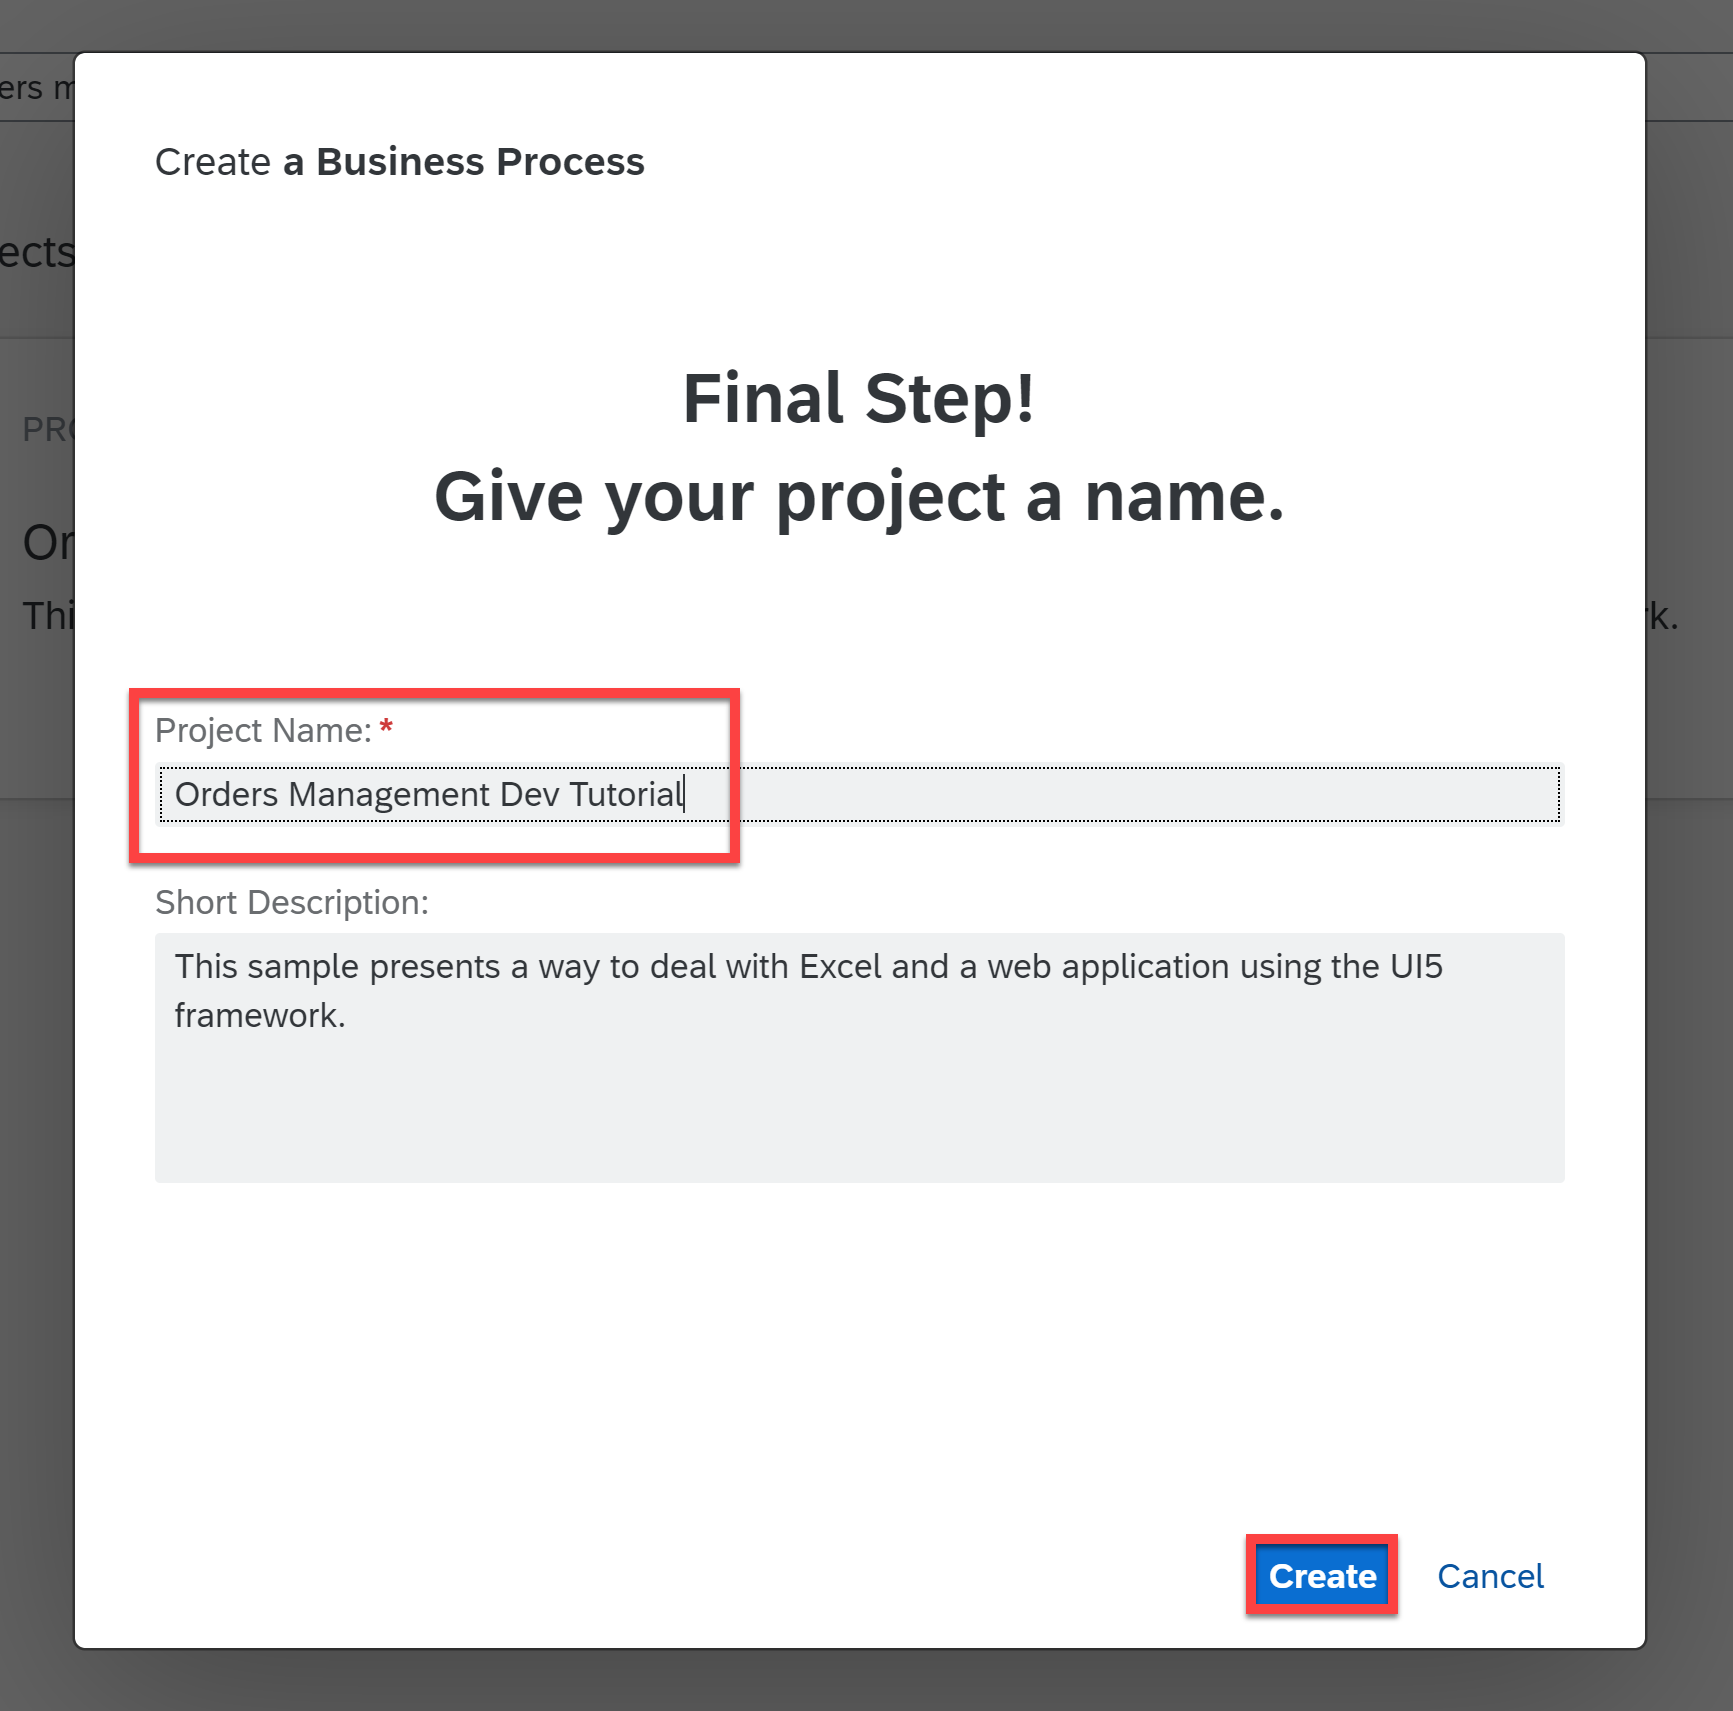 ers
Create a Business Process
ects
Final Step!
Give your project a name.
PRO
Or
Thi
rk.
Project Name: *
Orders Management Dev Tutorial
Short Description:
This sample presents a way to deal with Excel and a web application using the UI5
framework.
Create Cancel